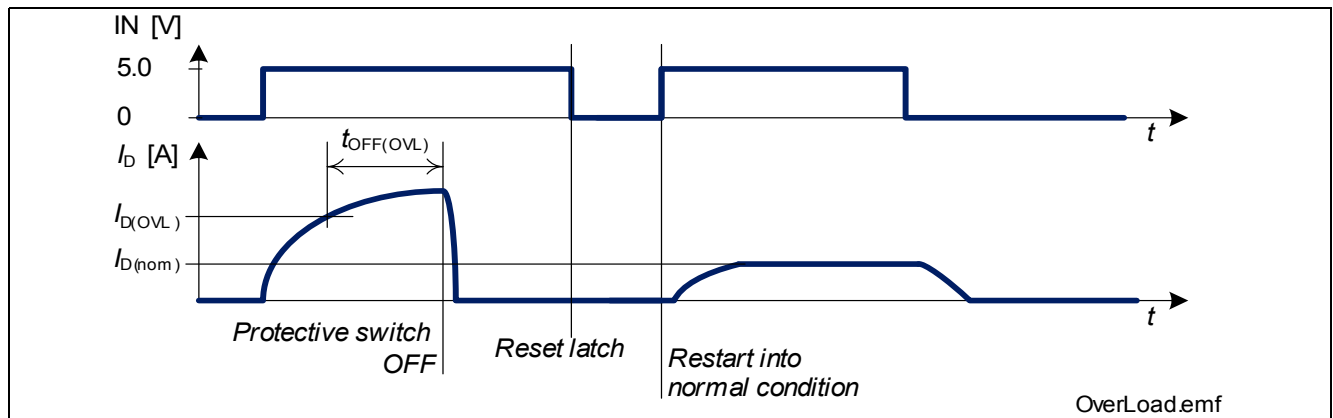 IN [V]
5.0
0
t
I_D [A]
t_OFF(OVL)
I_D(OVL)
I_D(nom)
t
Protective switch
OFF
Reset latch
Restart into
normal condition
OverLoad.emf